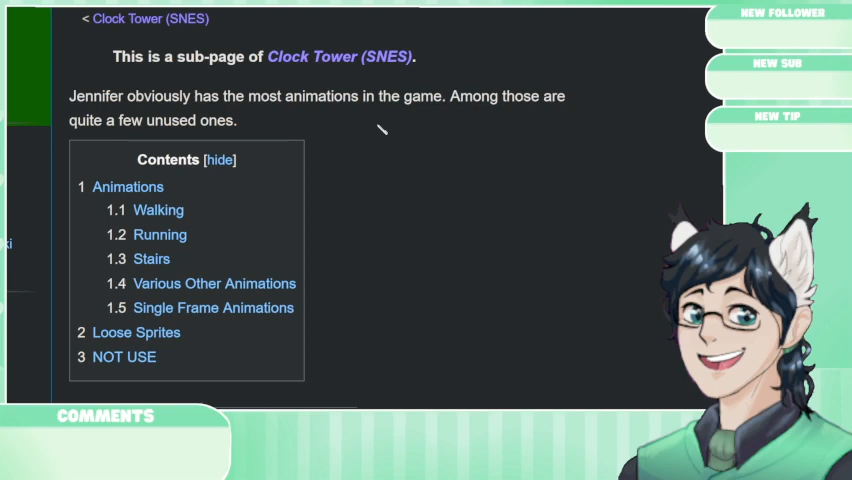 < Clock Tower (SNES)
This is a sub-page of Clock Tower (SNES).
Jennifer obviously has the most animations in the game. Among those are
quite a few unused ones.
Contents [hide]
1 Animations
1.1 Walking
1.2 Running
1.3 Stairs
1.4 Various Other Animations
1.5 Single Frame Animations
2 Loose Sprites
3 NOT USE
NEW FOLLOWER
NEW SUB
NEW TIP
COMMENTS